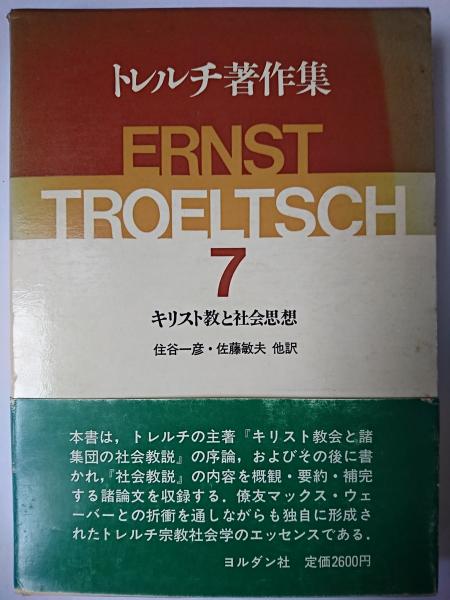 トレルチ著作集
ERNST
TROELTSCH
7
キリスト教と社会思想
住谷一彦・佐藤敏夫 他訳
本書は，トレルチの主著『キリスト教会と諸
集団の社会教説』の序論，およびその後に書
かれ，『社会教説』の内容を概観・要約・補完
する諸論文を収録する．僚友マックス・ウェ
ーバーとの折衝を通しながらも独自に形成さ
れたトレルチ宗教社会学のエッセンスである．
ヨルダン社 定価2600円